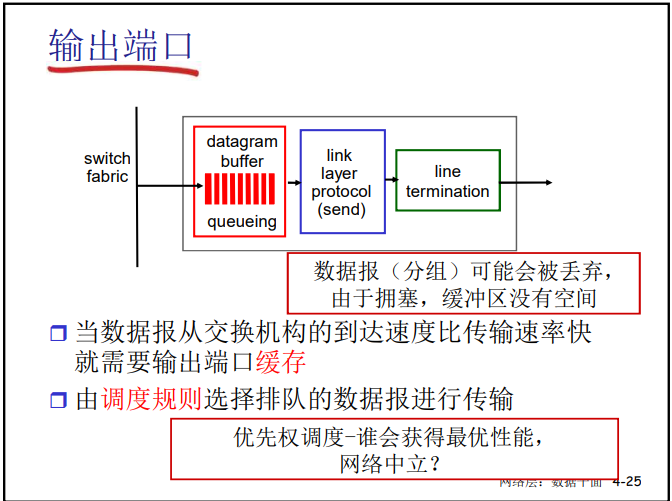 输出端口
switch
fabric
datagram
buffer
queueing
link
layer
protocol
(send)
line
termination
数据报（分组）可能会被丢弃，
由于拥塞，缓冲区没有空间
当数据报从交换机构的到达速度比传输速率快
就需要输出端口缓存
由调度规则选择排队的数据报进行传输
优先权调度-谁会获得最优性能，
网络中立？
网络层：数据平面 4-25